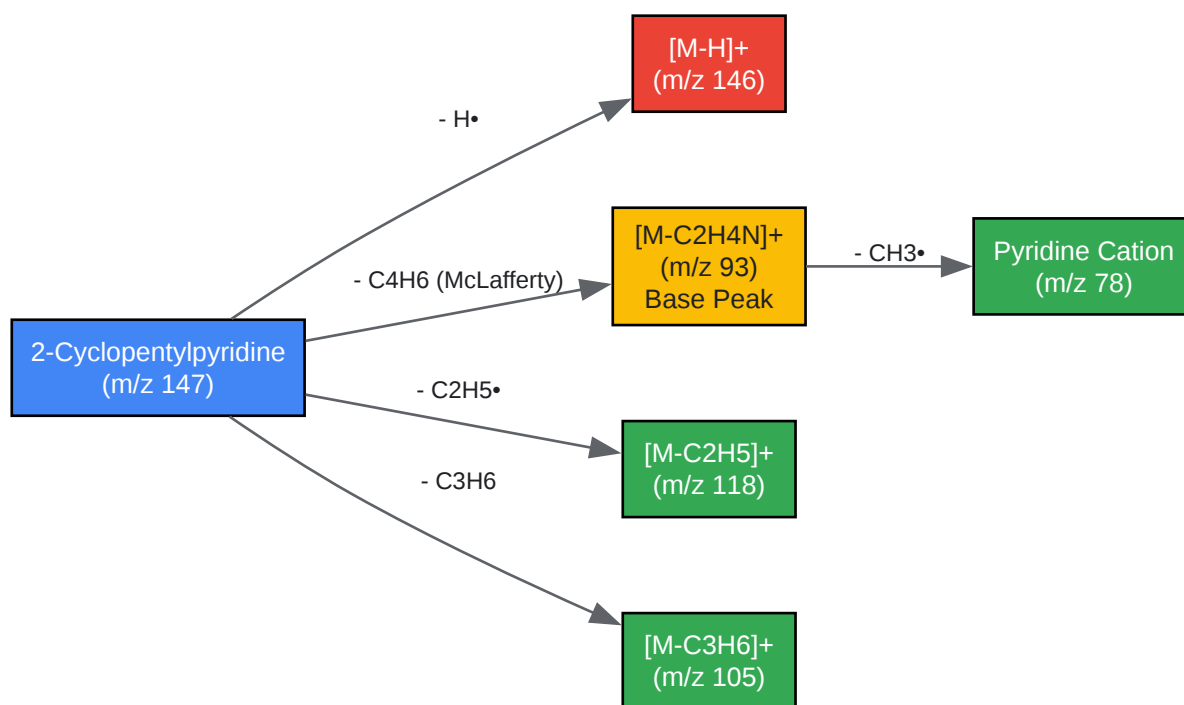 [M-H]+
(m/z 146)
- H•
[M-C2H4N]+
(m/z 93)
Base Peak
- CH3•
Pyridine Cation
(m/z 78)
- C4H6 (McLafferty)
2-Cyclopentylpyridine
(m/z 147)
- C2H5•
[M-C2H5]+
(m/z 118)
- C3H6
[M-C3H6]+
(m/z 105)